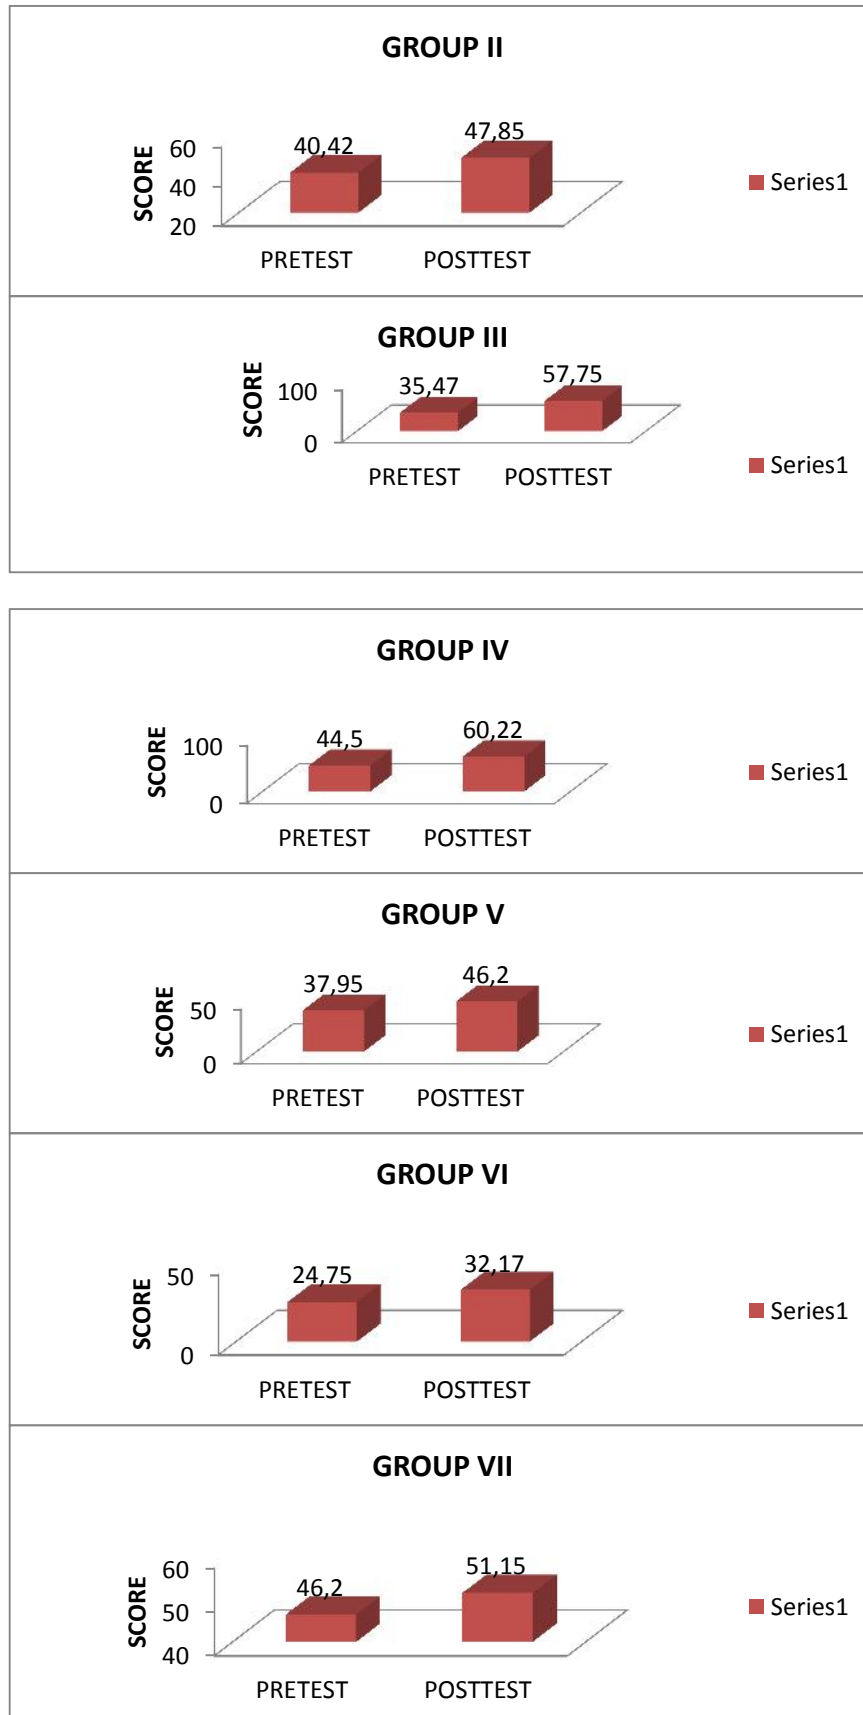 GROUP II
40,42
47,85
SCORE
60
40
20
PRETEST POSTTEST
Series1
GROUP III
35,47
57,75
SCORE
100
0
PRETEST POSTTEST
Series1
GROUP IV
44,5
60,22
SCORE
100
0
PRETEST POSTTEST
Series1
GROUP V
37,95
46,2
SCORE
50
0
PRETEST POSTTEST
Series1
GROUP VI
24,75
32,17
SCORE
50
0
PRETEST POSTTEST
Series1
GROUP VII
46,2
51,15
SCORE
60
50
40
PRETEST POSTTEST
Series1